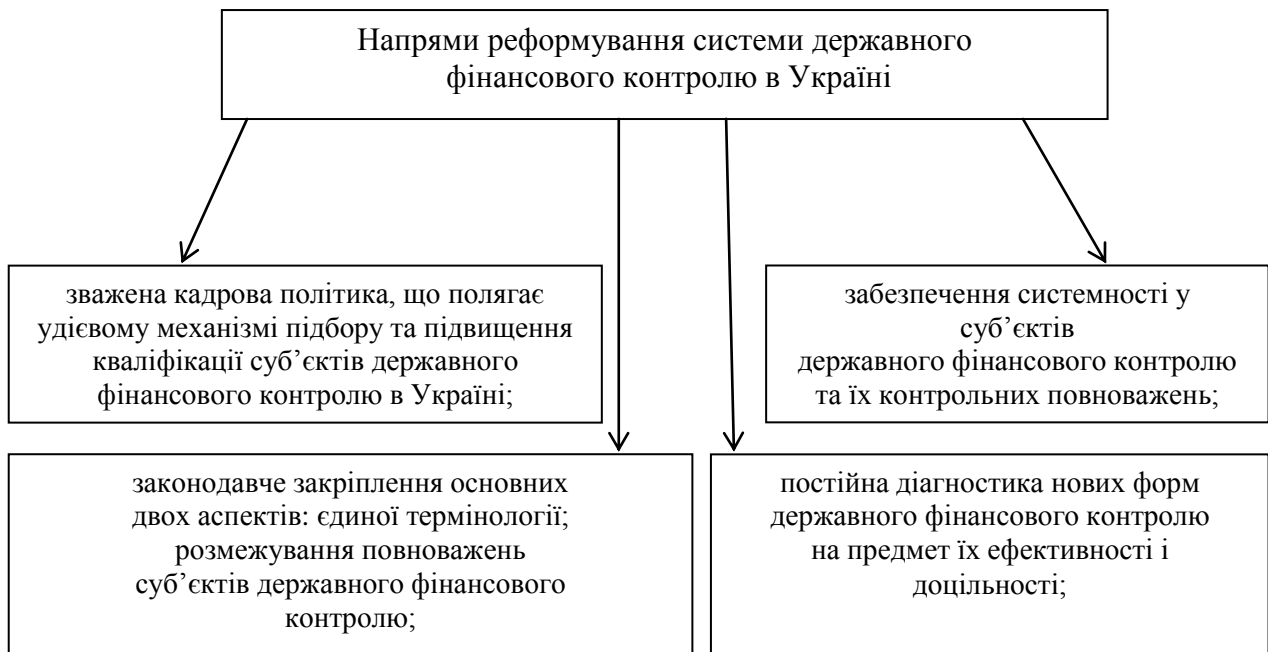 Напрями реформування системи державного
фінансового контролю в Україні
зважена кадрова політика, що полягає
удієвому механізмі підбору та підвищення
кваліфікації суб’єктів державного
фінансового контролю в Україні;
забезпечення системності у
суб’єктів
державного фінансового контролю
та їх контрольних повноважень;
законодавче закріплення основних
двох аспектів: єдиної термінології;
розмежування повноважень
суб’єктів державного фінансового
контролю;
постійна діагностика нових форм
державного фінансового контролю
на предмет їх ефективності і
доцільності;